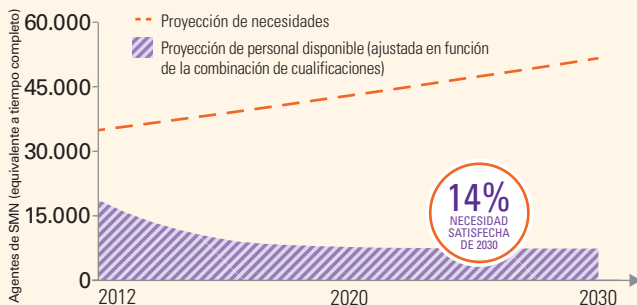 Agentes de SMN (equivalente a tiempo completo)
60.000
45.000
30.000
15.000
0
Proyección de necesidades
Proyección de personal disponible (ajustada en función
de la combinación de cualificaciones)
14%
NECESIDAD
SATISFECHA
DE 2030
2012
2020
2030